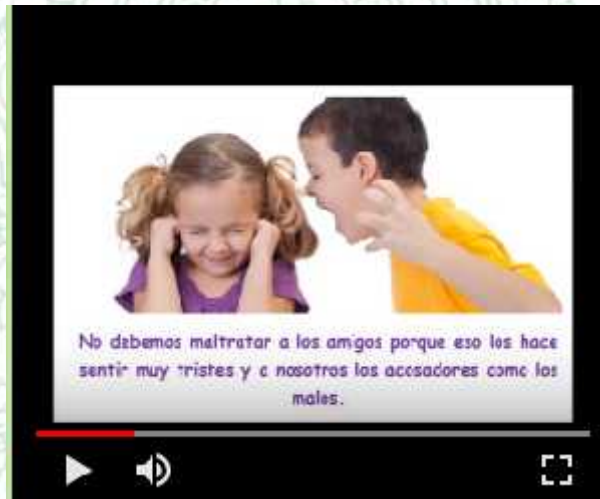 No debemos maltratar a los amigos porque eso los hace
sentir muy tristes y a nosotros los acosadores como los
malos.